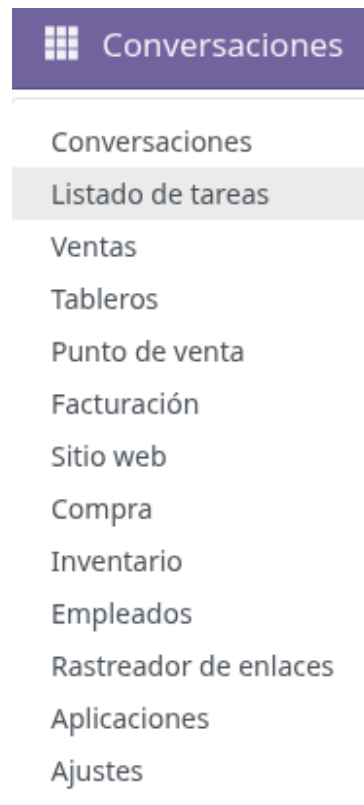 Conversaciones
Conversaciones
Listado de tareas
Ventas
Tableros
Punto de venta
Facturación
Sitio web
Compra
Inventario
Empleados
Rastreador de enlaces
Aplicaciones
Ajustes